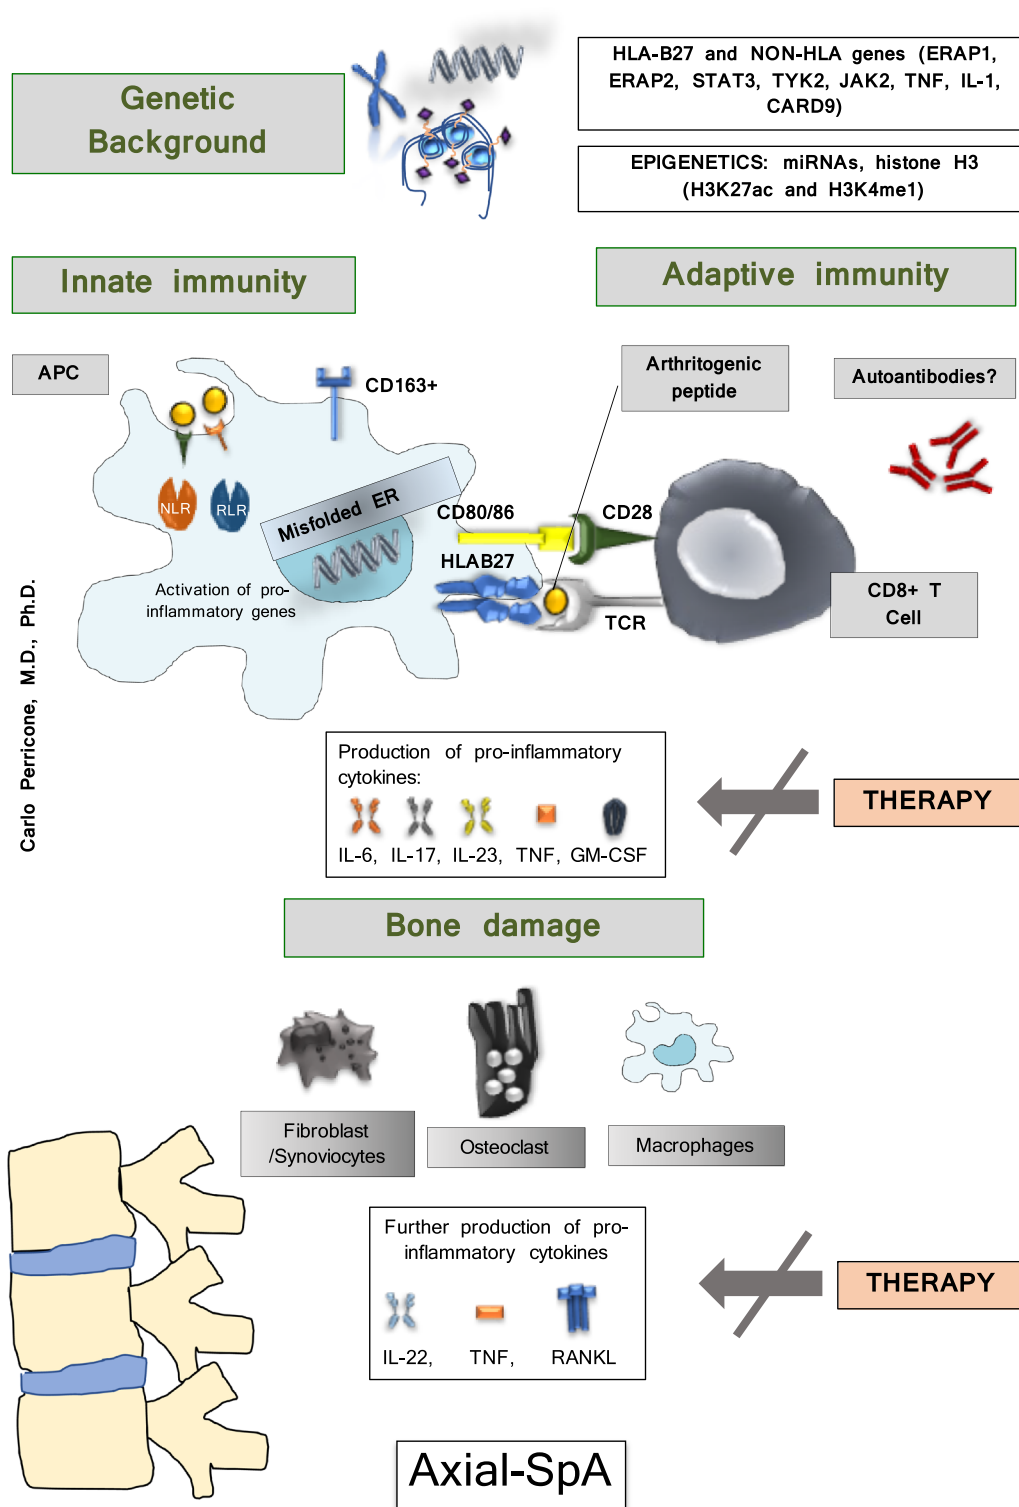 Genetic
Background
HLA-B27 and NON-HLA genes (ERAP1,
ERAP2, STAT3, TYK2, JAK2, TNF, IL-1,
CARD9)
EPIGENETICS: miRNAs, histone H3
(H3K27ac and H3K4me1)
Innate immunity
Adaptive immunity
APC
CD163+
Arthritogenic
peptide
Autoantibodies?
NLR
RLR
Misfolded ER
CD80/86
CD28
HLAB27
Activation of pro-
inflammatory genes
TCR
CD8+ T
Cell
Carlo Perricone, M.D., Ph.D.
Production of pro-inflammatory
cytokines:
IL-6, IL-17, IL-23, TNF, GM-CSF
THERAPY
Bone damage
Fibroblast
/Synoviocytes
Osteoclast
Macrophages
Further production of pro-
inflammatory cytokines
IL-22, TNF, RANKL
THERAPY
Axial-SpA